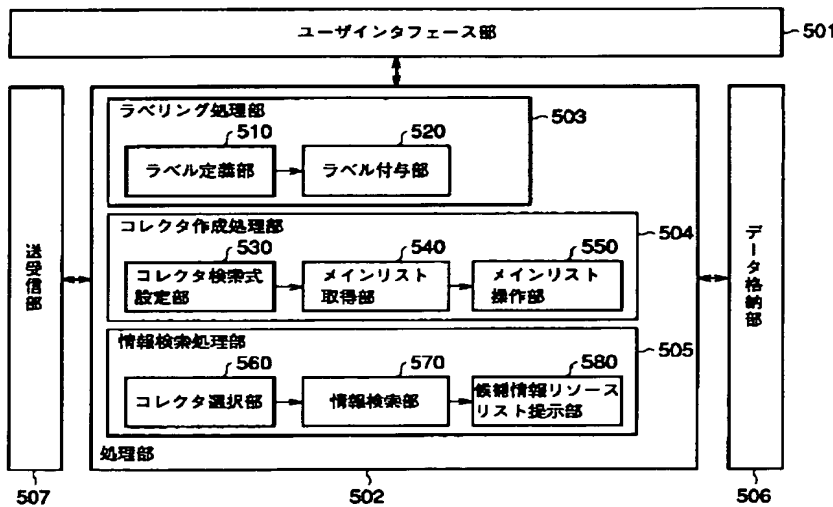 ユーザインタフェース部
501
ラベリング処理部
503
510
520
ラベル定義部
ラベル付与部
コレクタ作成処理部
504
530
540
550
コレクタ検索式
設定部
メインリスト
取得部
メインリスト
操作部
情報検索処理部
505
560
570
580
コレクタ選択部
情報検索部
候補情報リソース
リスト提示部
処理部
送受信部
データ格納部
507
502
506